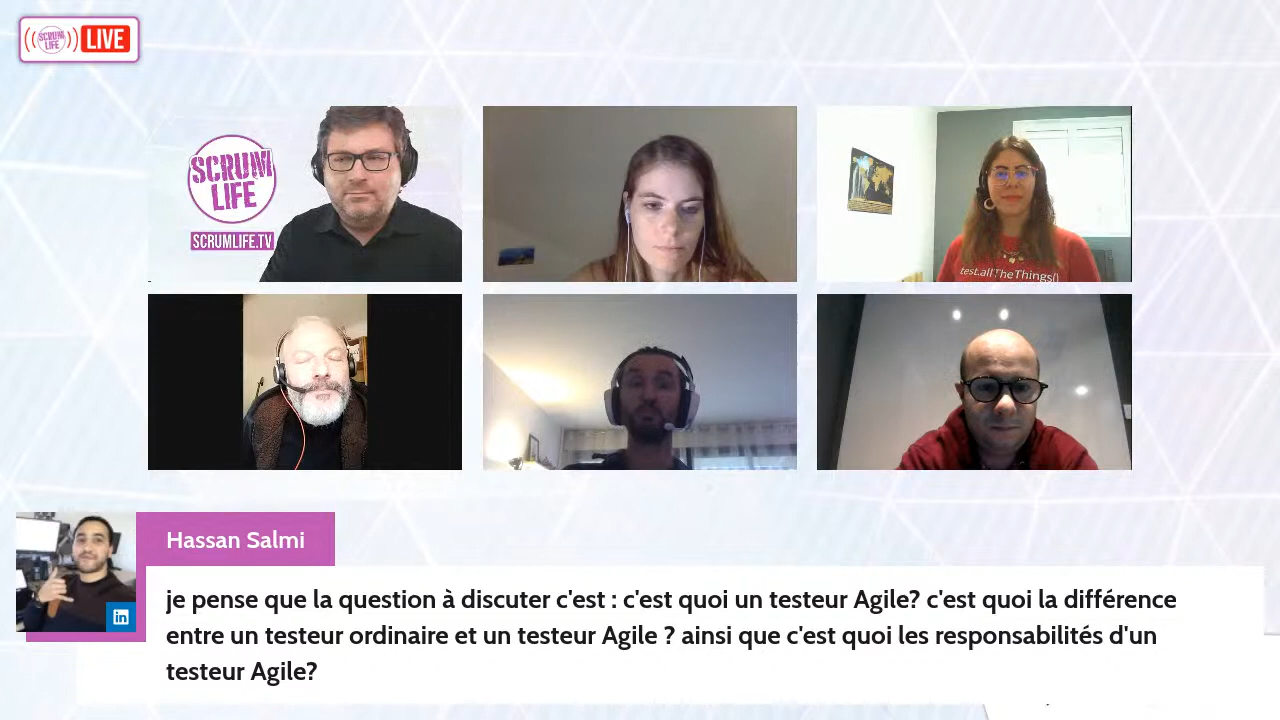 SCRUM
LIFE
LIVE
SCRUM
LIFE
SCRUMLIFE.TV
test.allTheThings()
Hassan Salmi
in
je pense que la question à discuter c'est : c'est quoi un testeur Agile? c'est quoi la différence
entre un testeur ordinaire et un testeur Agile ? ainsi que c'est quoi les responsabilités d'un
testeur Agile?